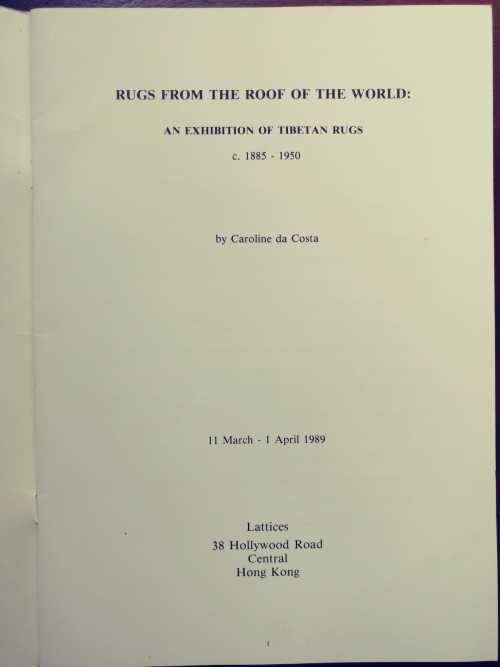 RUGS FROM THE ROOF OF THE WORLD:
AN EXHIBITION OF TIBETAN RUGS
c. 1885 - 1950
by Caroline da Costa
11 March - 1 April 1989
Lattices
38 Hollywood Road
Central
Hong Kong
1